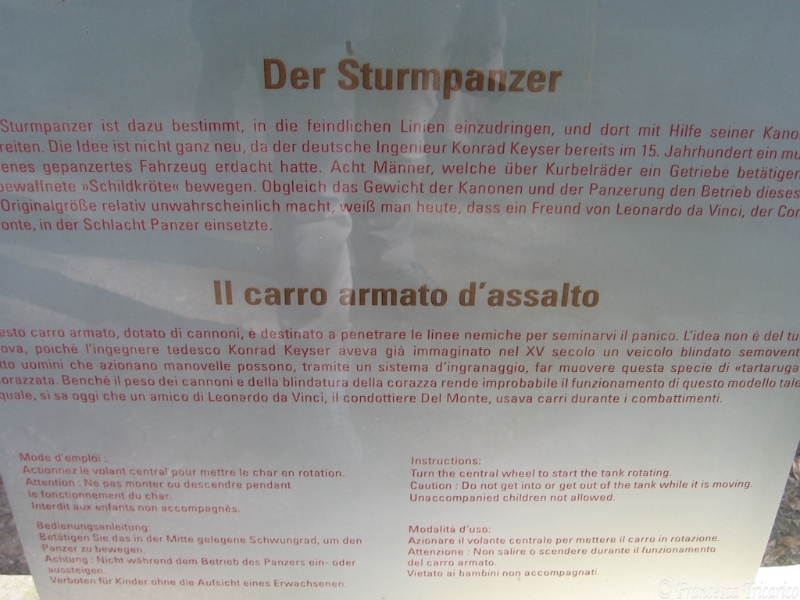 Der Sturmpanzer
Sturmpanzer ist dazu bestimmt, in die feindlichen Linien einzudringen, und dort mit Hilfe seiner Kano
reiten. Die Idee ist nicht ganz neu, da der deutsche Ingenieur Konrad Keyser bereits im 15. Jahrhundert ein mu
enes gepanzertes Fahrzeug erdacht hatte. Acht Männer, welche über Kurbelräder ein Getriebe betätigen
bewaffnete »Schildkröte« bewegen. Obgleich das Gewicht der Kanonen und der Panzerung den Betrieb dieses
Originalgröße relativ unwahrscheinlich macht, weiß man heute, dass ein Freund von Leonardo da Vinci, der Con
onte, in der Schlacht Panzer einsetzte.
Il carro armato d'assalto
esto carro armato, dotato di cannoni, e destinato a penetrare le linee nemiche per seminarvi il panico. L'idea non è del tu
ova, poiché l'ingegnere tedesco Konrad Keyser aveva già immaginato nel XV secolo un veicolo blindato semovent
tto uomini che azionano manovelle possono, tramite un sistema d'ingranaggio, far muovere questa specie di «tartaruga
orazzata. Benché il peso dei cannoni e della blindatura della corazza rende improbabile il funzionamento di questo modello tale
quale, si sa oggi che un amico di Leonardo da Vinci, il condottiere Del Monte, usava carri durante i combattimenti.
Mode d'emploi :
Actionnez le volant central pour mettre le char en rotation.
Attention : Ne pas monter ou descendre pendant
le fonctionnement du char.
Interdit aux enfants non accompagnés.
Bedienungsanleitung:
Betätigen Sie das in der Mitte gelegene Schwungrad, um den
Panzer zu bewegen.
Achtung : Nicht während dem Betrieb des Panzers ein- oder
aussteigen.
Verboten für Kinder ohne die Aufsicht eines Erwachsenen.
Instructions:
Turn the central wheel to start the tank rotating.
Caution : Do not get into or get out of the tank while it is moving.
Unaccompanied children not allowed.
Modalità d'uso:
Azionare il volante centrale per mettere il carro in rotazione.
Attenzione : Non salire o scendere durante il funzionamento
del carro armato.
Vietato ai bambini non accompagnati.
© Francesca Tricarico